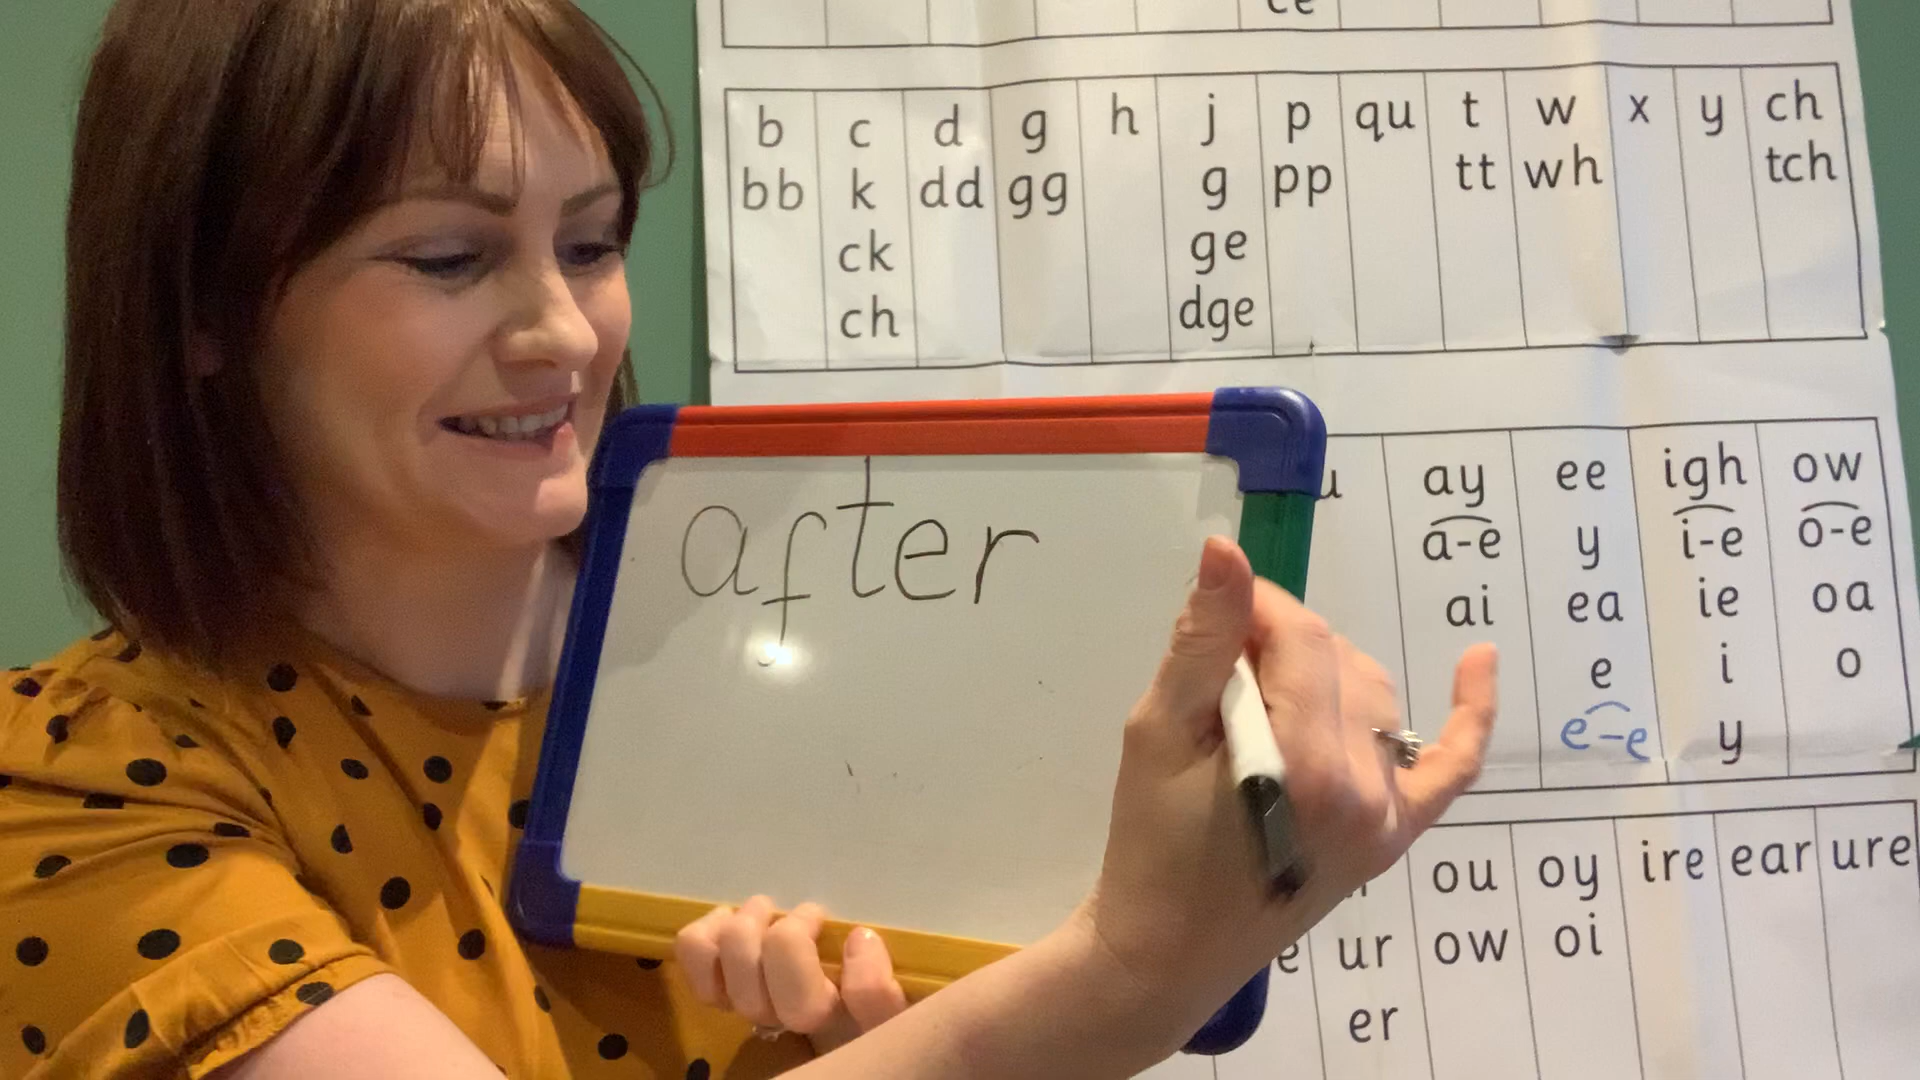 ce
b c d g h j p qu t w x y ch
bb k dd gg g pp tt wh tch
ck ge
ch dge
after
u ay ee igh ow
a-e y i-e o-e
ai ea ie oa
e i o
e-e y
ou oy ire ear ure
e ur ow oi
er